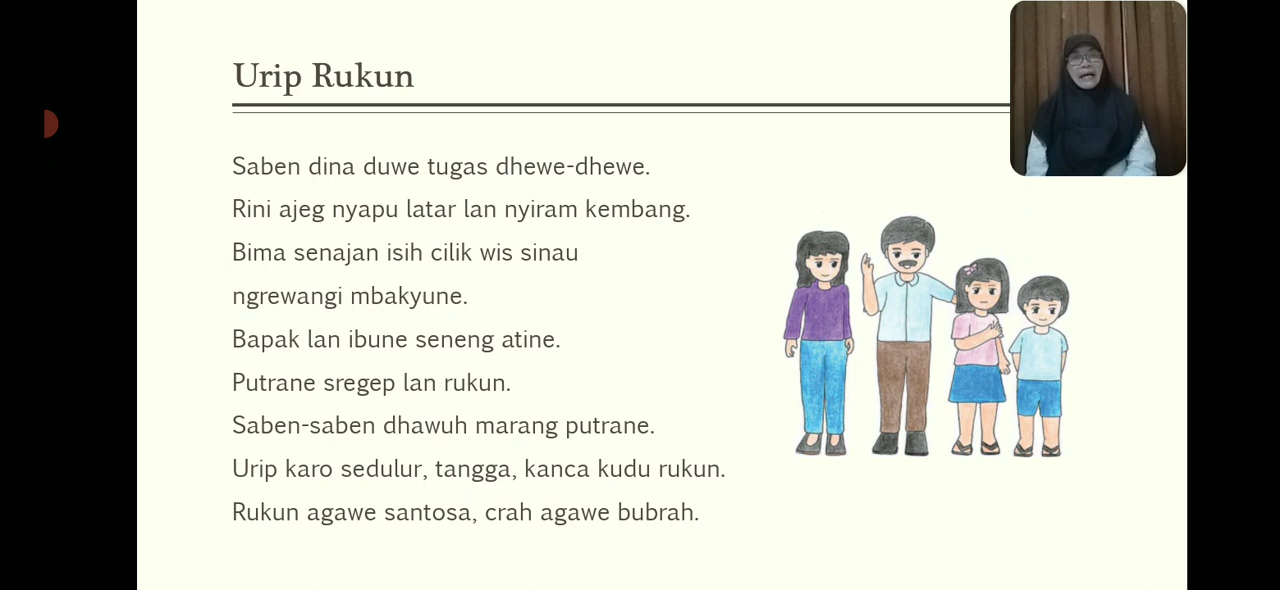 Urip Rukun
Saben dina duwe tugas dhewe-dhewe.
Rini ajeg nyapu latar lan nyiram kembang.
Bima senajan isih cilik wis sinau
ngrewangi mbakyune.
Bapak lan ibune seneng atine.
Putrane sregep lan rukun.
Saben-saben dhawuh marang putrane.
Urip karo sedulur, tangga, kanca kudu rukun.
Rukun agawe santosa, crah agawe bubrah.